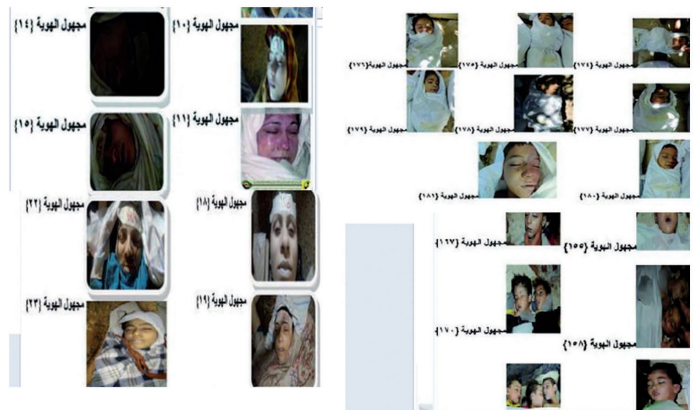 مجهول الهوية {١٠}
مجهول الهوية {١٤}
مجهول الهوية {١١}
مجهول الهوية {١٥}
مجهول الهوية {١٨}
مجهول الهوية {٢٢}
مجهول الهوية {١٩}
مجهول الهوية {٢٣}
مجهول الهوية {١٧٤}
مجهول الهوية {١٧٥}
مجهول الهوية {١٧٦}
مجهول الهوية {١٧٧}
مجهول الهوية {١٧٨}
مجهول الهوية {١٧٩}
مجهول الهوية {١٨٠}
مجهول الهوية {١٨١}
مجهول الهوية {١٥٥}
مجهول الهوية {١٦٧}
مجهول الهوية {١٥٨}
مجهول الهوية {١٧٠}